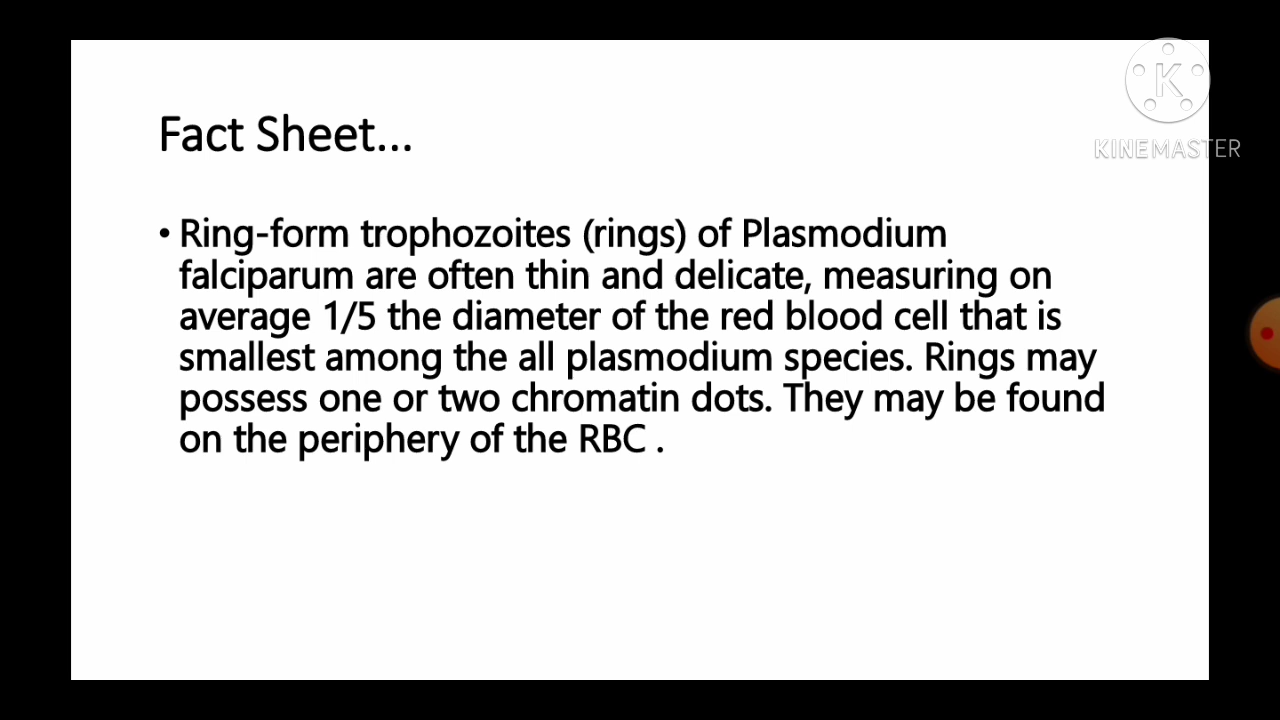 K
KINEMASTER
Fact Sheet...
• Ring-form trophozoites (rings) of Plasmodium
falciparum are often thin and delicate, measuring on
average 1/5 the diameter of the red blood cell that is
smallest among the all plasmodium species. Rings may
possess one or two chromatin dots. They may be found
on the periphery of the RBC .